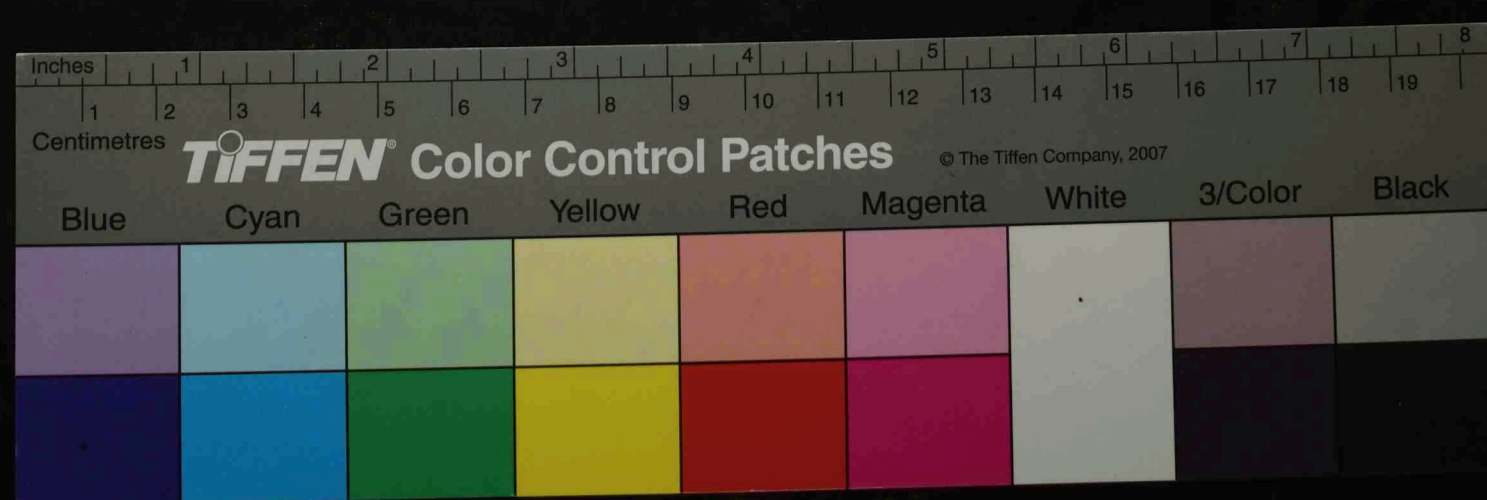 Inches 1 2 3 4 5 6 7 8
1 2 3 4 5 6 7 8 9 10 11 12 13 14 15 16 17 18 19
Centimetres
TIFFEN® Color Control Patches © The Tiffen Company, 2007
Blue Cyan Green Yellow Red Magenta White 3/Color Black